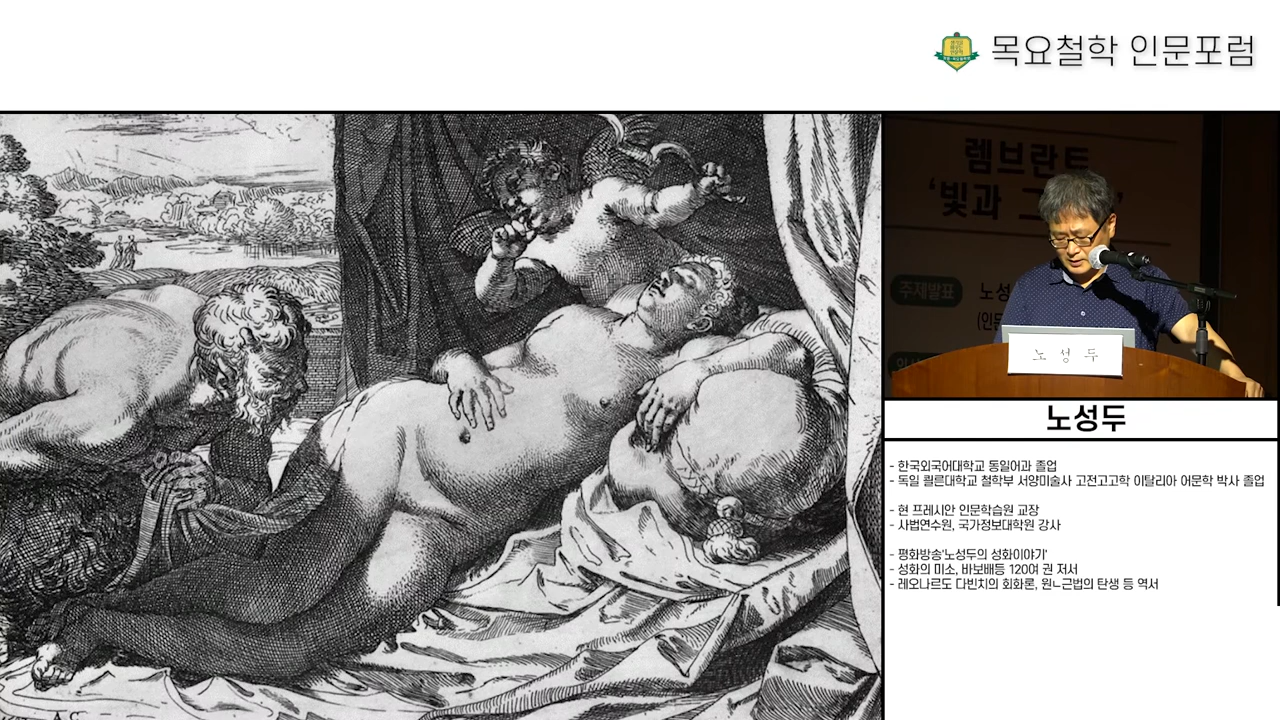 목요철학 인문포럼
렘브란트
'빛과
주제발표 노성
(인문
노 성 두
노성두
- 한국외국어대학교 동일어과 졸업
- 독일 쾰른대학교 철학부 서양미술사 고전고고학 이탈리아 어문학 박사 졸업
- 현 프레시안 인문학습원 교장
- 사법연수원, 국가정보대학원 강사
- 평화방송'노성두의 성화이야기'
- 성화의 미소, 바보배등 120여 권 저서
- 레오나르도 다빈치의 회화론, 원ㄴ근법의 탄생 등 역서